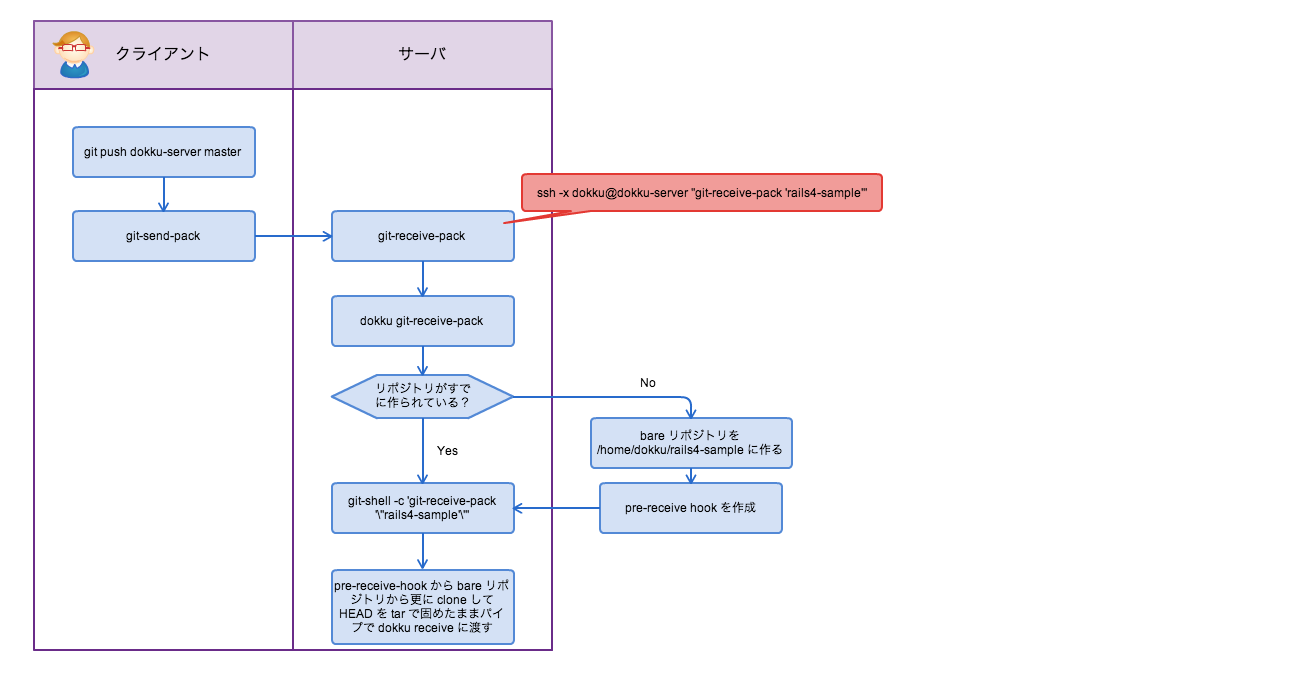 クライアント
サーバ
git push dokku-server master
ssh -x dokku@dokku-server "git-receive-pack 'rails4-sample'"
git-send-pack
git-receive-pack
dokku git-receive-pack
リポジトリがすで
に作られている？
No
bare リポジトリを
/home/dokku/rails4-sample に作る
Yes
git-shell -c 'git-receive-pack
'\''rails4-sample'\'''
pre-receive hook を作成
pre-receive-hook から bare リポ
ジトリから更に clone して
HEAD を tar で固めたままパイ
プで dokku receive に渡す